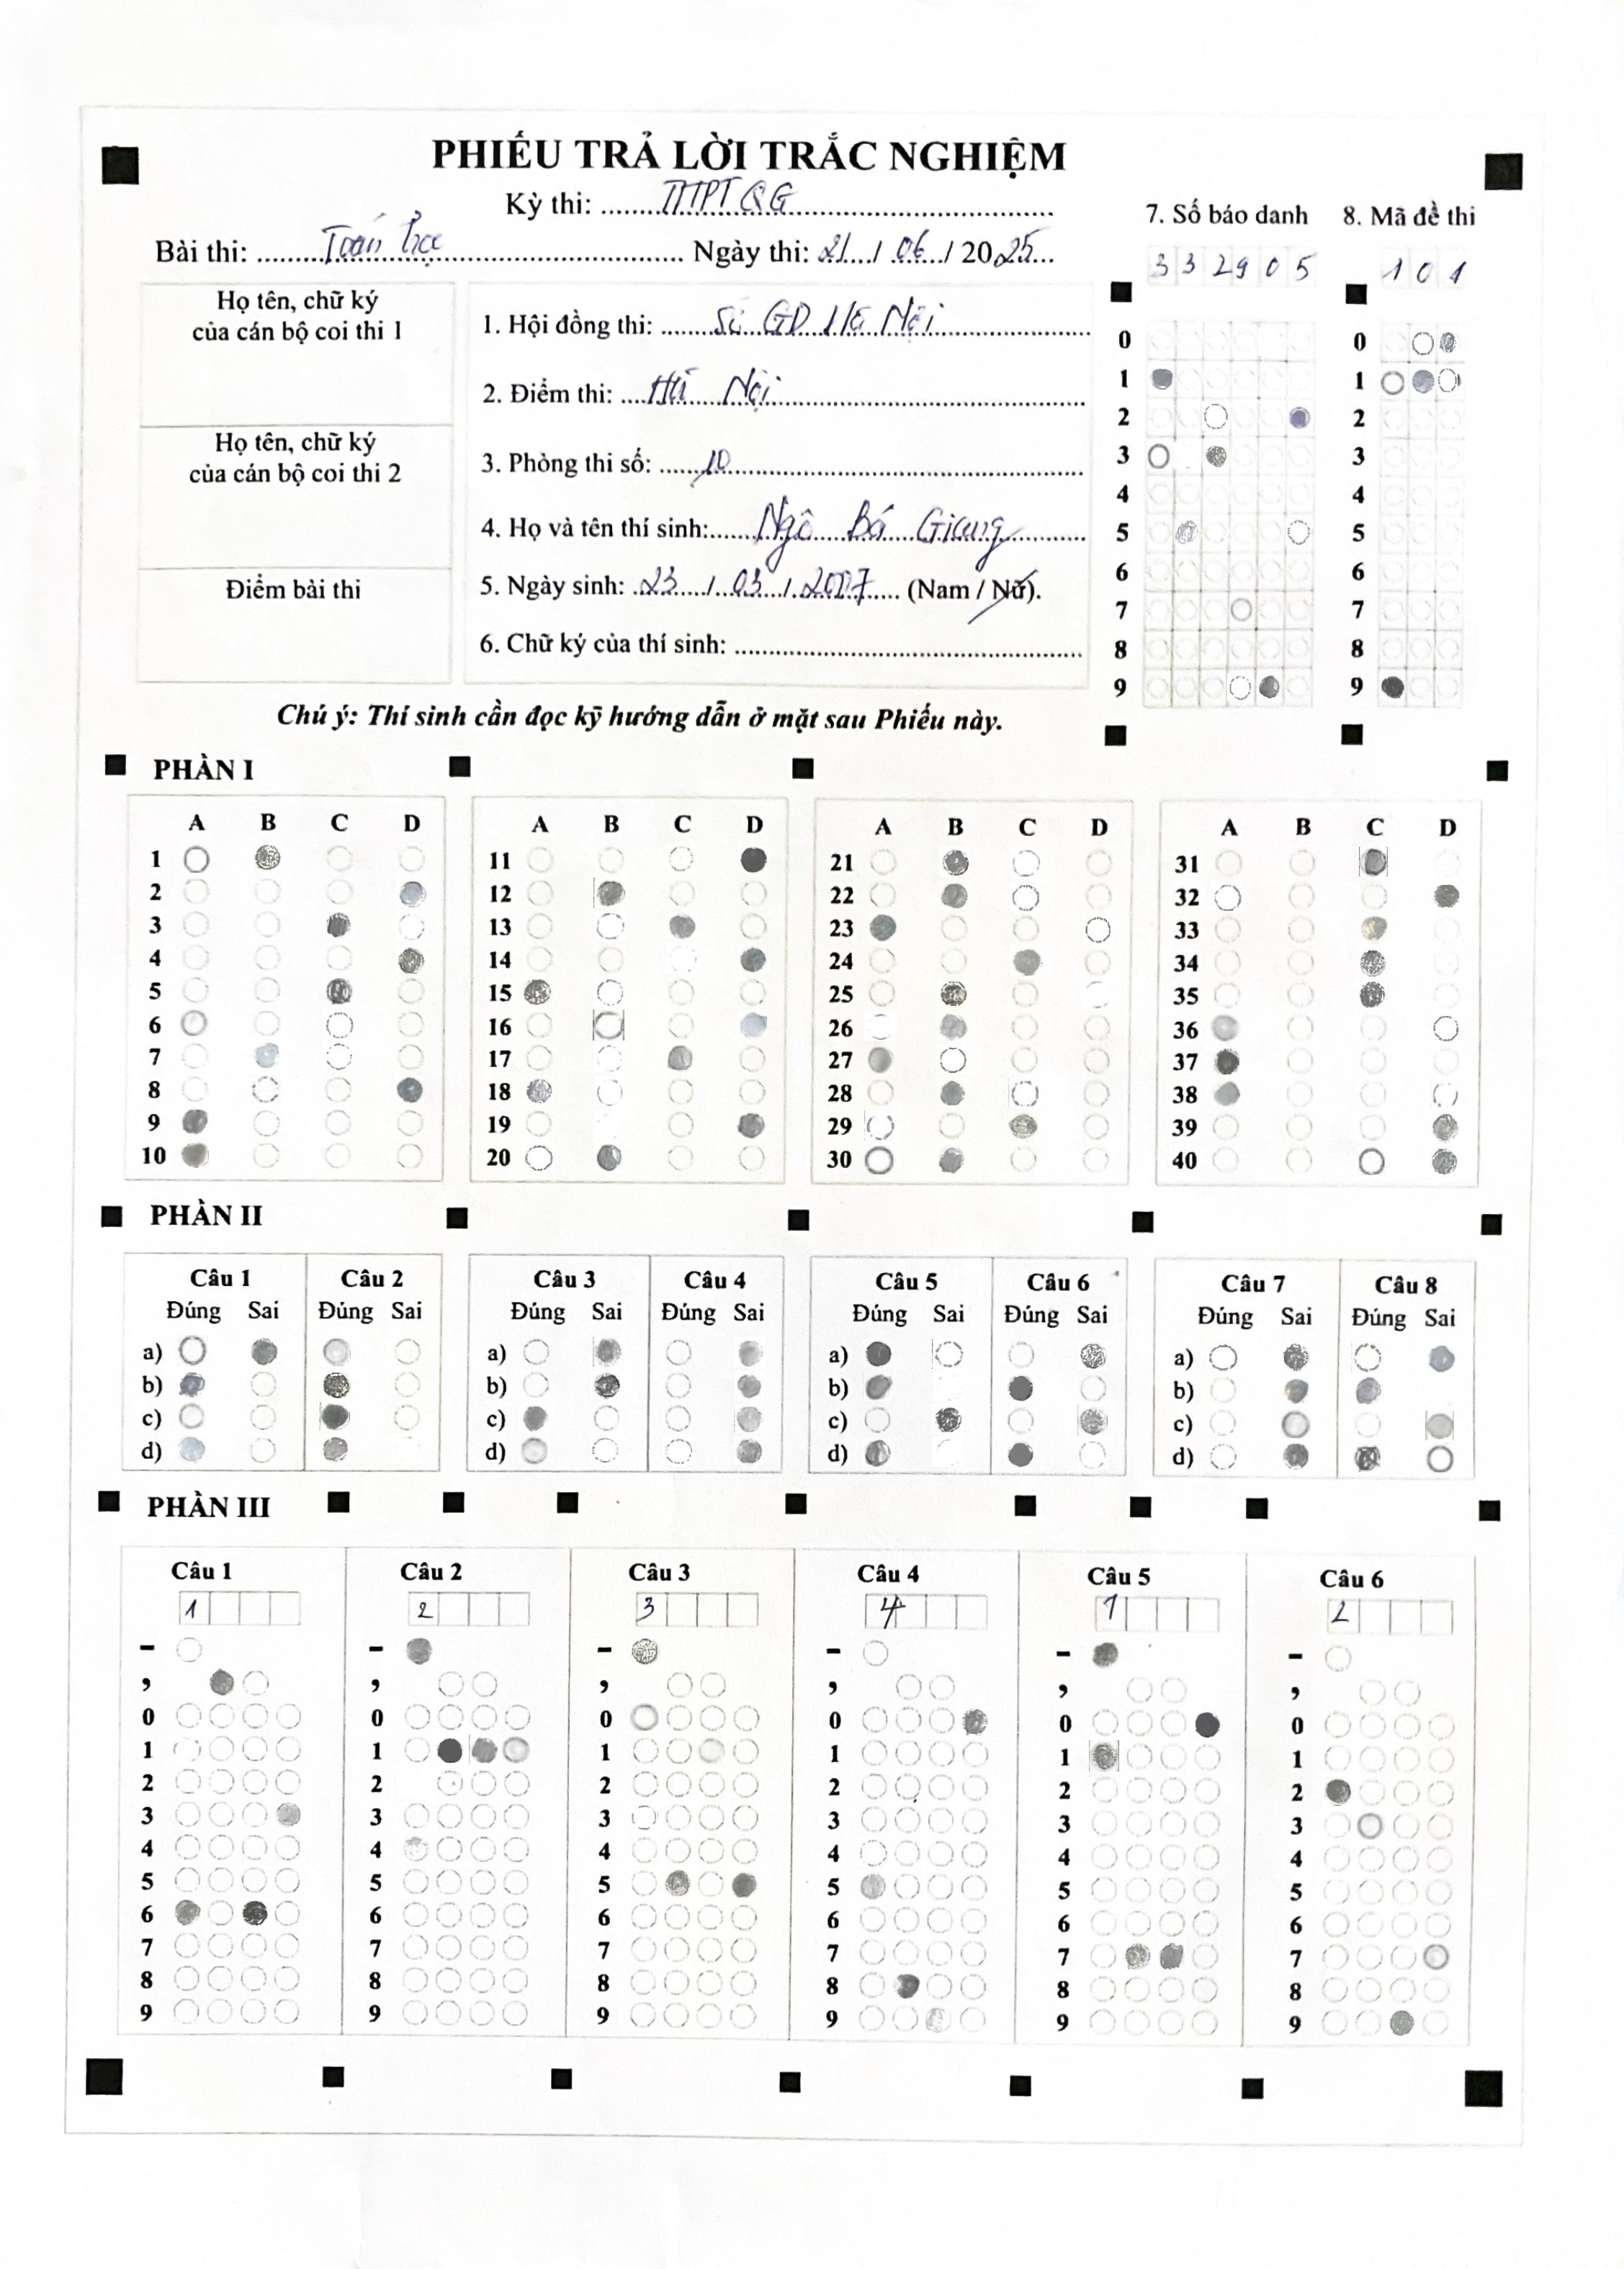 PHIẾU TRẢ LỜI TRẮC NGHIỆM
Kỳ thi: THPT QG
Bài thi: Toán học Ngày thi: 21 / 06 / 2025
7. Số báo danh 8. Mã đề thi
3 3 2 9 0 5 1 0 1
Họ tên, chữ ký
của cán bộ coi thi 1
Họ tên, chữ ký
của cán bộ coi thi 2
Điểm bài thi
1. Hội đồng thi: Sở GD Hà Nội
2. Điểm thi: Hà Nội
3. Phòng thi số: 10
4. Họ và tên thí sinh: Ngô Bá Giang
5. Ngày sinh: 23 / 03 / 2007 (Nam / Nữ).
6. Chữ ký của thí sinh:
0 0
1 1
2 2
3 3
4 4
5 5
6 6
7 7
8 8
9 9
Chú ý: Thí sinh cần đọc kỹ hướng dẫn ở mặt sau Phiếu này.
PHẦN I
A B C D A B C D A B C D A B C D
1 11 21 31
2 12 22 32
3 13 23 33
4 14 24 34
5 15 25 35
6 16 26 36
7 17 27 37
8 18 28 38
9 19 29 39
10 20 30 40
PHẦN II
Câu 1 Câu 2 Câu 3 Câu 4 Câu 5 Câu 6 Câu 7 Câu 8
Đúng Sai Đúng Sai Đúng Sai Đúng Sai Đúng Sai Đúng Sai Đúng Sai Đúng Sai
a) a) a) a)
b) b) b) b)
c) c) c) c)
d) d) d) d)
PHẦN III
Câu 1 Câu 2 Câu 3 Câu 4 Câu 5 Câu 6
1 2 3 4 1 2
- - - - - -
, , , , , ,
0 0 0 0 0 0
1 1 1 1 1 1
2 2 2 2 2 2
3 3 3 3 3 3
4 4 4 4 4 4
5 5 5 5 5 5
6 6 6 6 6 6
7 7 7 7 7 7
8 8 8 8 8 8
9 9 9 9 9 9